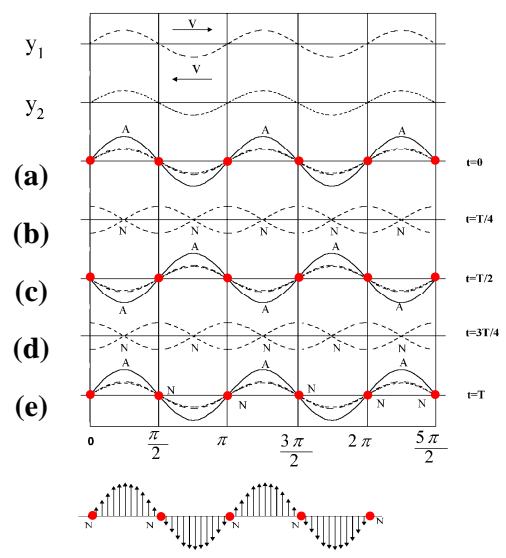 y1
V
V
y2
A A A
(a) t=0
(b) N N N N N t=T/4
A A
(c) t=T/2
A A A
(d) N N N N N t=3T/4
A A A
N N
(e) N N N t=T
0 π/2 π 3π/2 2π 5π/2
N N N N N